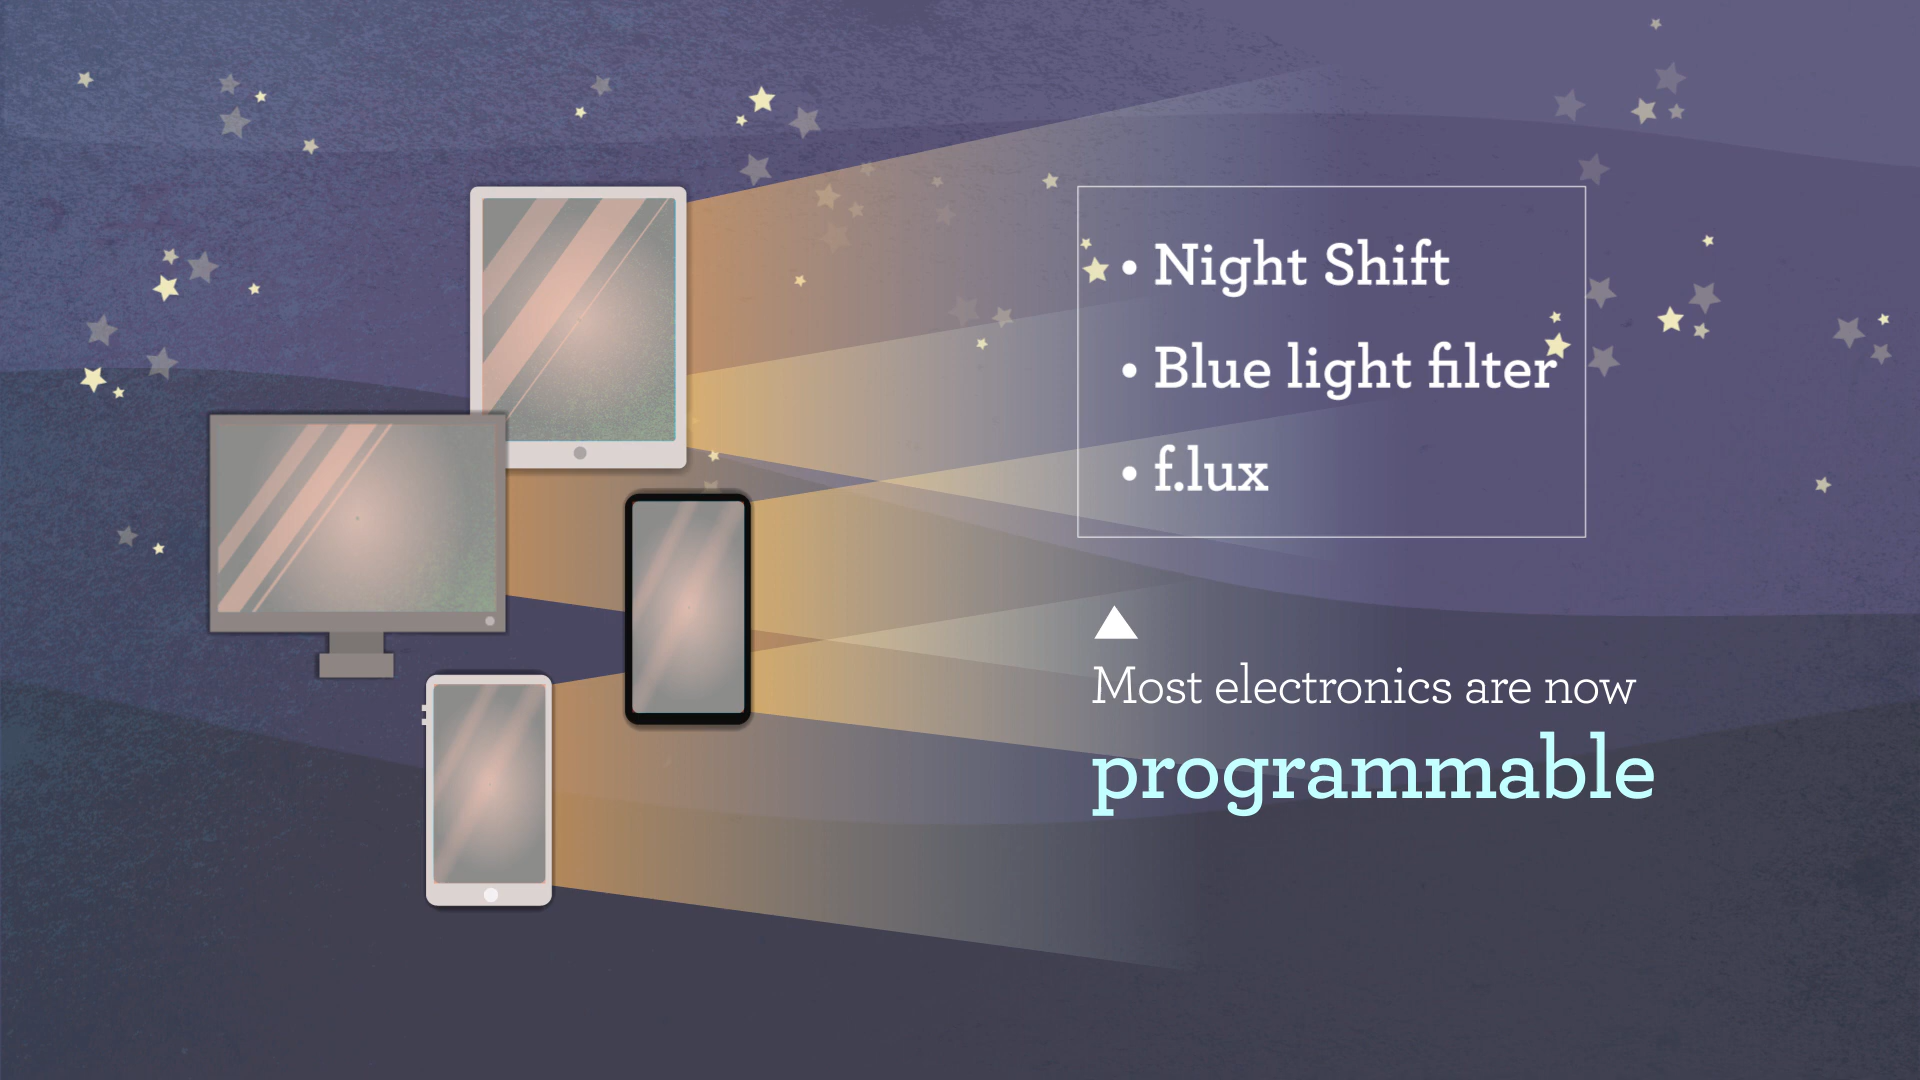 • Night Shift
• Blue light filter
• f.lux
Most electronics are now
programmable